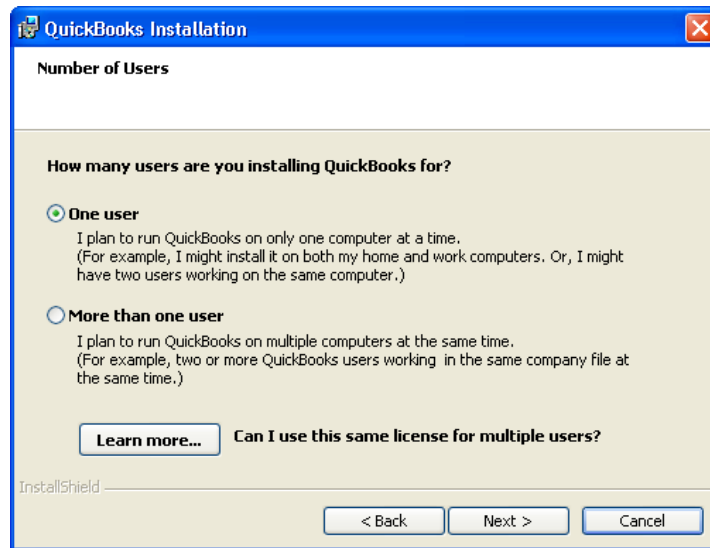 QuickBooks Installation
Number of Users
How many users are you installing QuickBooks for?
One user
I plan to run QuickBooks on only one computer at a time.
(For example, I might install it on both my home and work computers. Or, I might
have two users working on the same computer.)
More than one user
I plan to run QuickBooks on multiple computers at the same time.
(For example, two or more QuickBooks users working in the same company file at
the same time.)
Learn more... Can I use this same license for multiple users?
InstallShield
< Back Next > Cancel